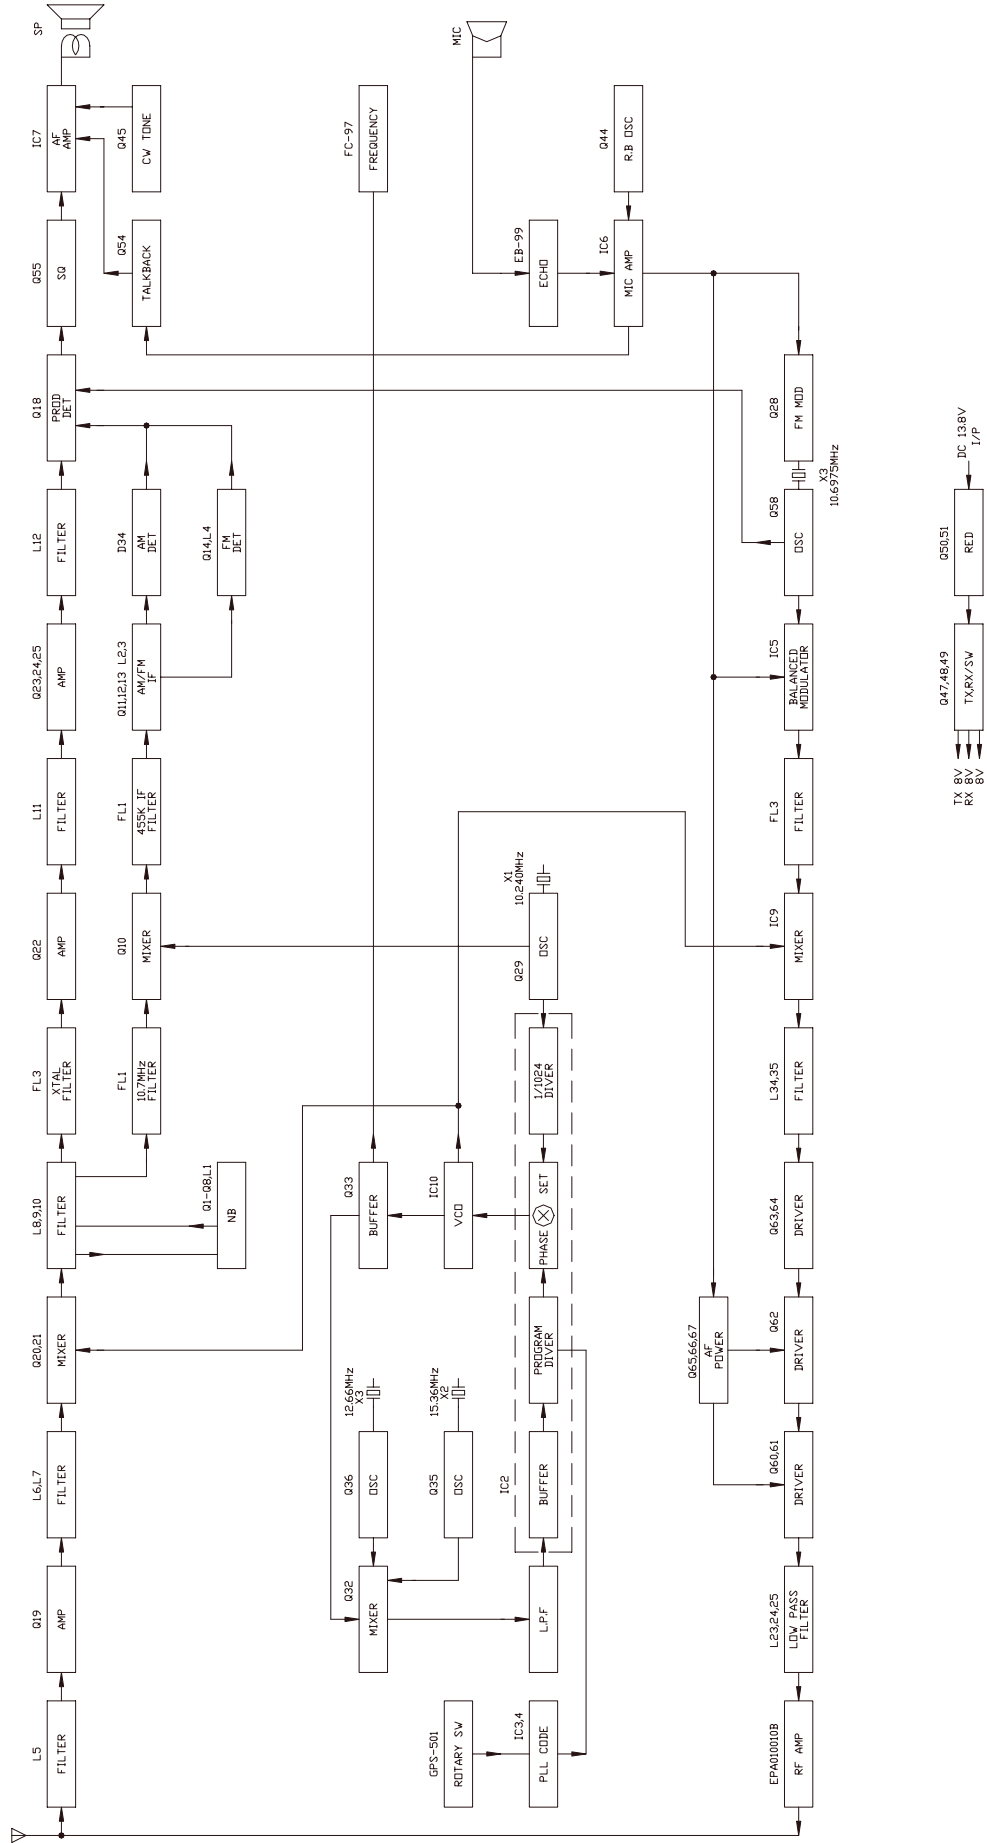 L5
FILTER
Q19
AMP
L6,L7
FILTER
Q20,21
MIXER
L8,9,10
FILTER
FL3
XTAL
FILTER
Q22
AMP
L11
FILTER
Q23,24,25
AMP
L12
FILTER
Q18
PROD
DET
Q55
SQ
IC7
AF
AMP
SP
FL1
10.7MHz
FILTER
Q10
MIXER
FL1
455K IF
FILTER
Q11,12,13 L2,3
AM/FM
IF
D34
AM
DET
Q54
TALKBACK
Q45
CW TONE
Q1-Q8,L1
NB
Q14,L4
FM
DET
Q32
MIXER
Q36
OSC
12.66MHz
X3
Q33
BUFFER
FC-97
FREQUENCY
Q35
OSC
15.36MHz
X2
IC10
VCO
MIC
GPS-501
ROTARY SW
IC3,4
PLL CODE
L.P.F
IC2
BUFFER
PROGRAM
DIVER
PHASE
SET
1/1024
DIVER
Q29
OSC
X1
10.240MHz
EB-99
ECHO
IC6
MIC AMP
Q44
R.B OSC
Q65,66,67
AF
POWER
EPA010010B
RF AMP
L23,24,25
LOW PASS
FILTER
Q60,61
DRIVER
Q62
DRIVER
Q63,64
DRIVER
L34,35
FILTER
IC9
MIXER
FL3
FILTER
IC5
BALANCED
MODULATOR
Q58
OSC
X3
10.6975MHz
Q28
FM MOD
TX 8V
RX 8V
8V
Q47,48,49
TX,RX/SW
Q50,51
RED
DC 13.8V
I/P